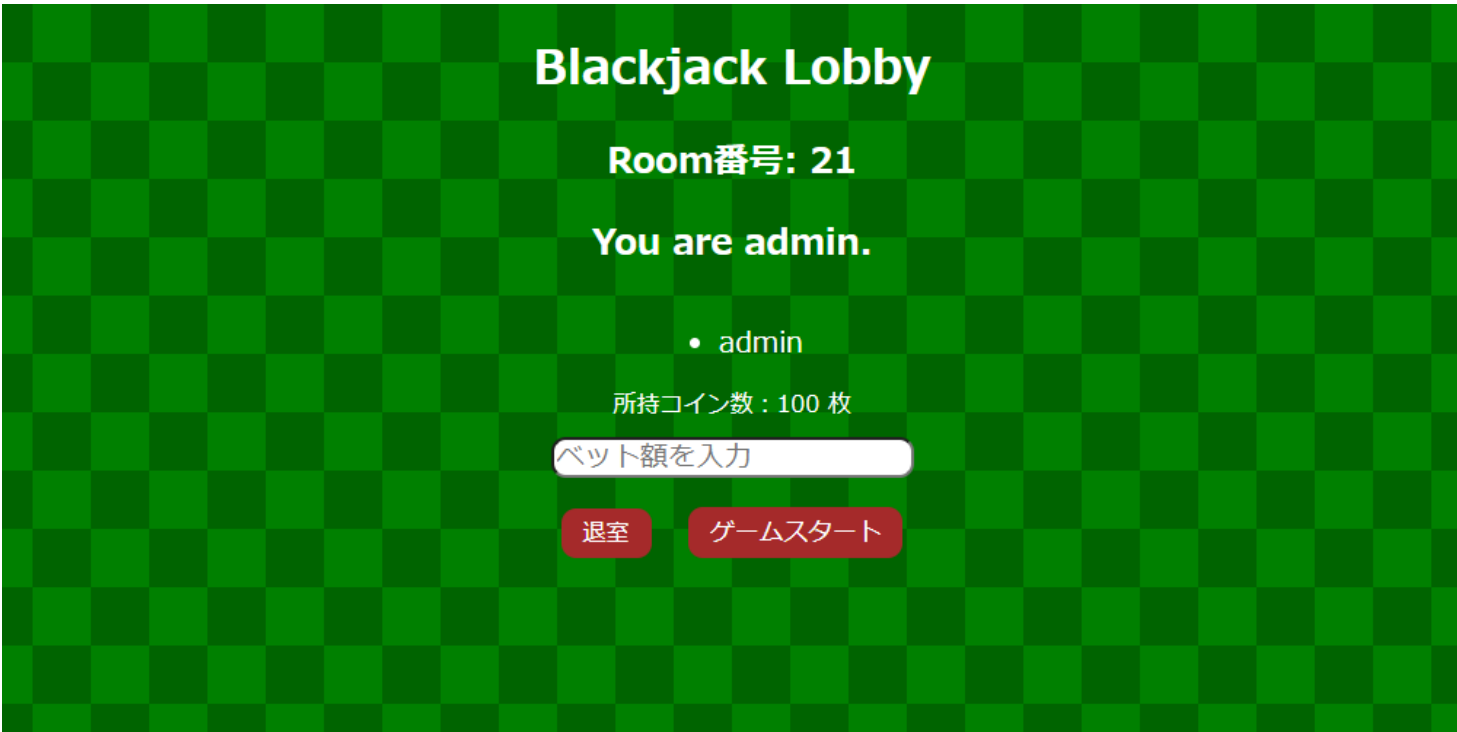 Blackjack Lobby
Room番号: 21
You are admin.
• admin
所持コイン数 : 100 枚
ベット額を入力
退室 ゲームスタート